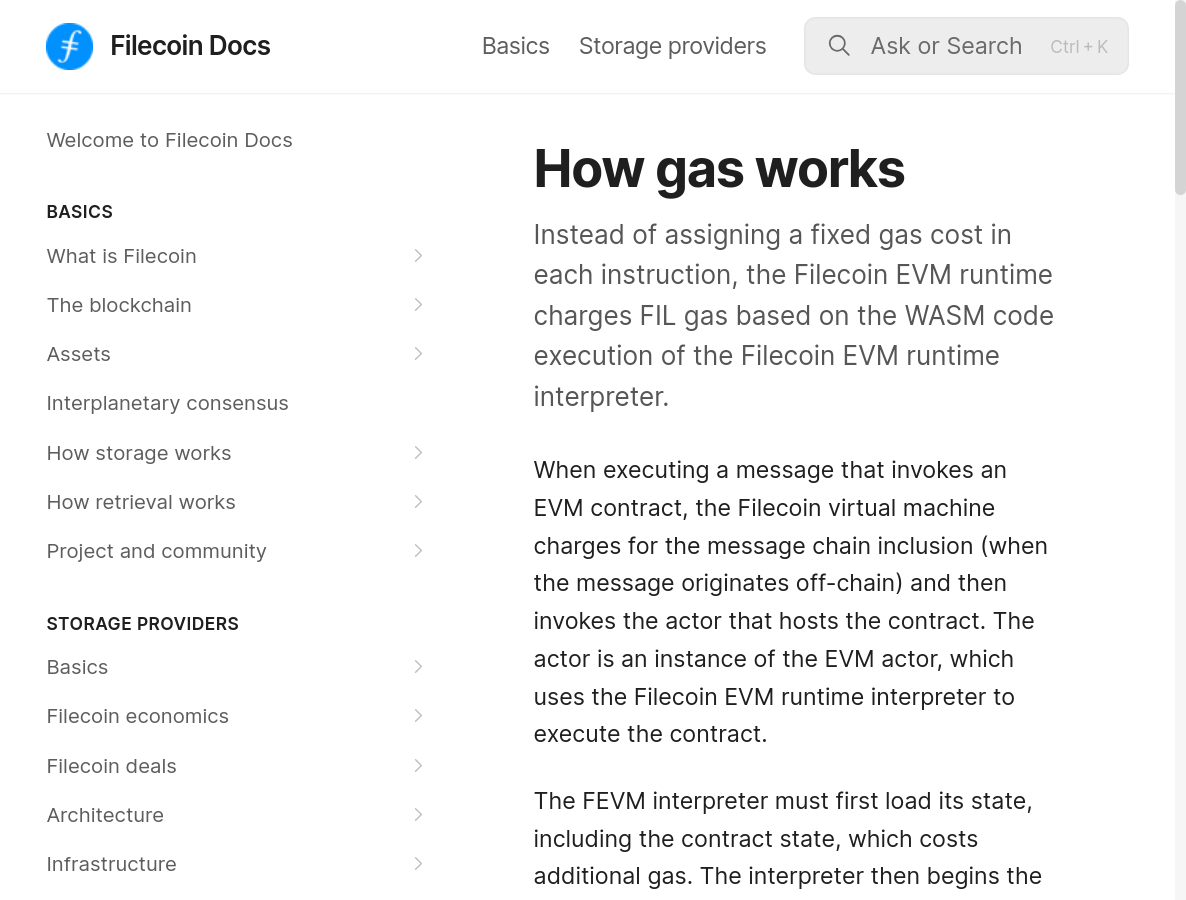 Filecoin Docs
Basics
Storage providers
Ask or Search
Ctrl + K
Welcome to Filecoin Docs
BASICS
What is Filecoin
The blockchain
Assets
Interplanetary consensus
How storage works
How retrieval works
Project and community
STORAGE PROVIDERS
Basics
Filecoin economics
Filecoin deals
Architecture
Infrastructure
How gas works
Instead of assigning a fixed gas cost in
each instruction, the Filecoin EVM runtime
charges FIL gas based on the WASM code
execution of the Filecoin EVM runtime
interpreter.
When executing a message that invokes an
EVM contract, the Filecoin virtual machine
charges for the message chain inclusion (when
the message originates off-chain) and then
invokes the actor that hosts the contract. The
actor is an instance of the EVM actor, which
uses the Filecoin EVM runtime interpreter to
execute the contract.
The FEVM interpreter must first load its state,
including the contract state, which costs
additional gas. The interpreter then begins the